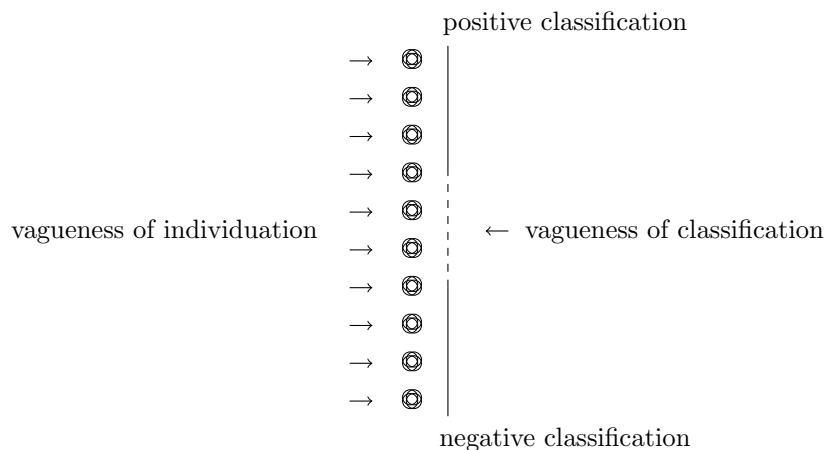 positive classification
vagueness of individuation
← vagueness of classification
negative classification